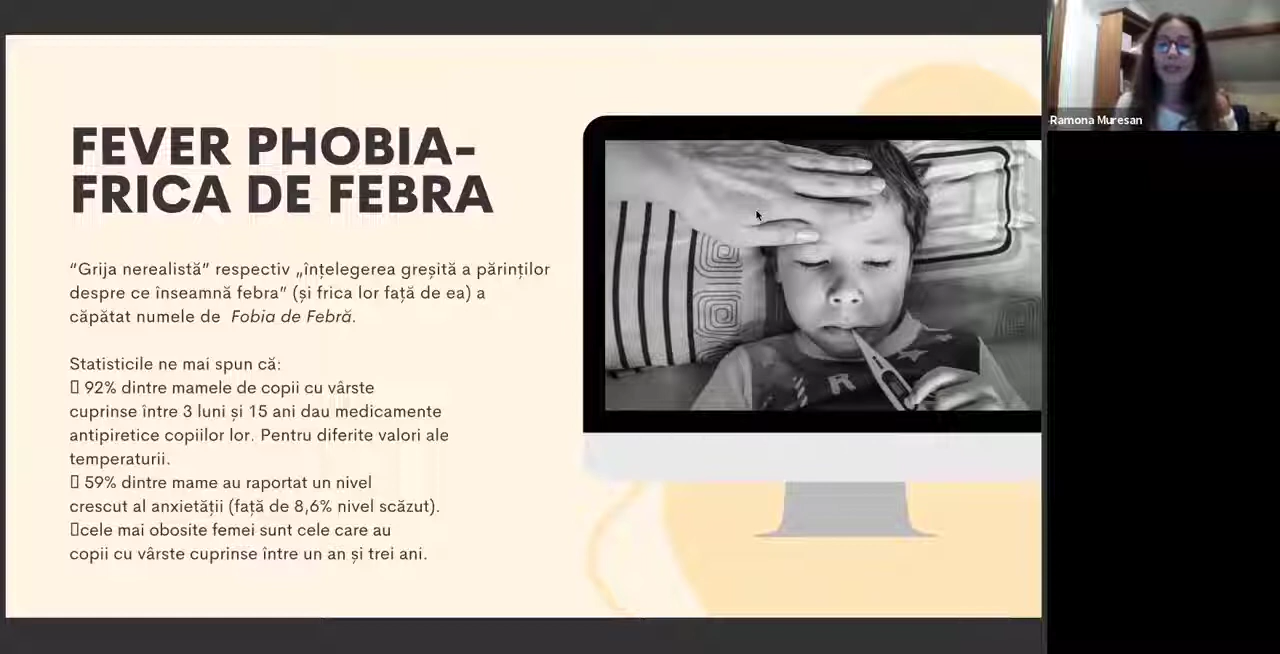 FEVER PHOBIA-
FRICA DE FEBRA
“Grija nerealistă” respectiv „înțelegerea greșită a părinților
despre ce înseamnă febra” (și frica lor față de ea) a
căpătat numele de Fobia de Febră.
Statisticile ne mai spun că:
▯ 92% dintre mamele de copii cu vârste
cuprinse între 3 luni și 15 ani dau medicamente
antipiretice copiilor lor. Pentru diferite valori ale
temperaturii.
▯ 59% dintre mame au raportat un nivel
crescut al anxietății (față de 8,6% nivel scăzut).
▯cele mai obosite femei sunt cele care au
copii cu vârste cuprinse între un an și trei ani.
R
Ramona Muresan